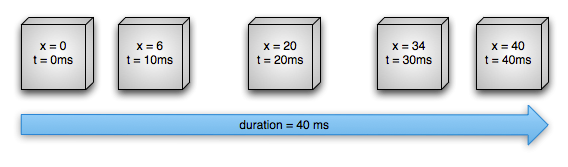 x = 0
t = 0ms
x = 6
t = 10ms
x = 20
t = 20ms
x = 34
t = 30ms
x = 40
t = 40ms
duration = 40 ms